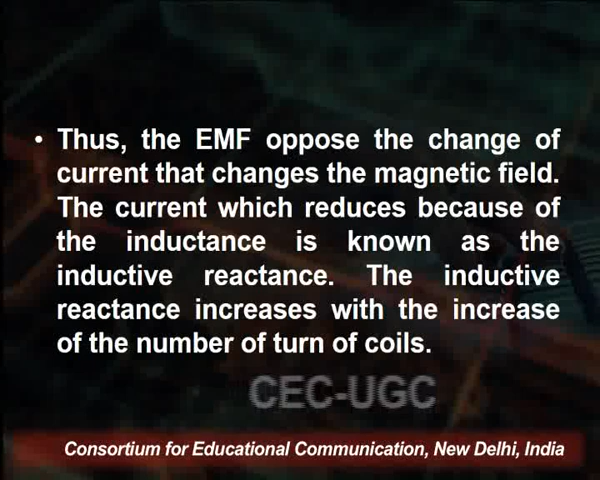 • Thus, the EMF oppose the change of
current that changes the magnetic field.
The current which reduces because of
the inductance is known as the
inductive reactance. The inductive
reactance increases with the increase
of the number of turn of coils.
CEC-UGC
Consortium for Educational Communication, New Delhi, India